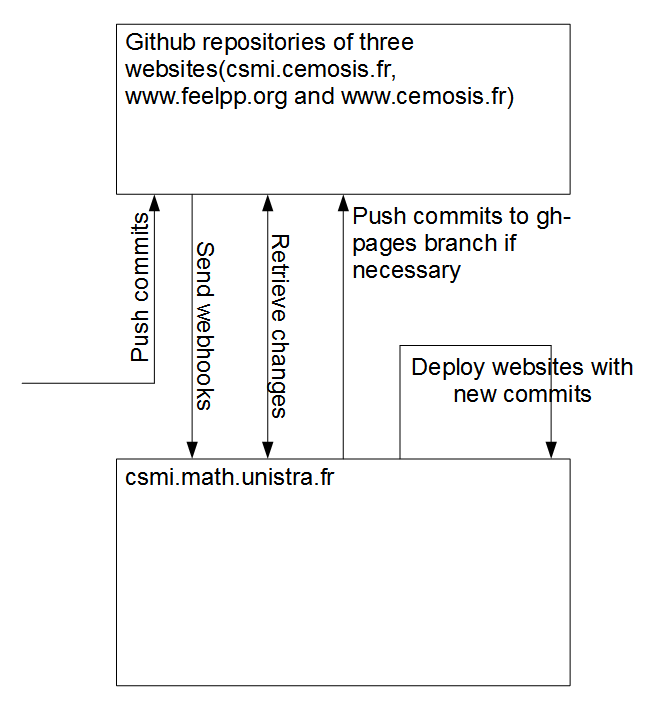 Github repositories of three
websites(csmi.cemosis.fr,
www.feelpp.org and www.cemosis.fr)
Push commits
Send webhooks
Retrieve changes
Push commits to gh-
pages branch if
necessary
Deploy websites with
new commits
csmi.math.unistra.fr